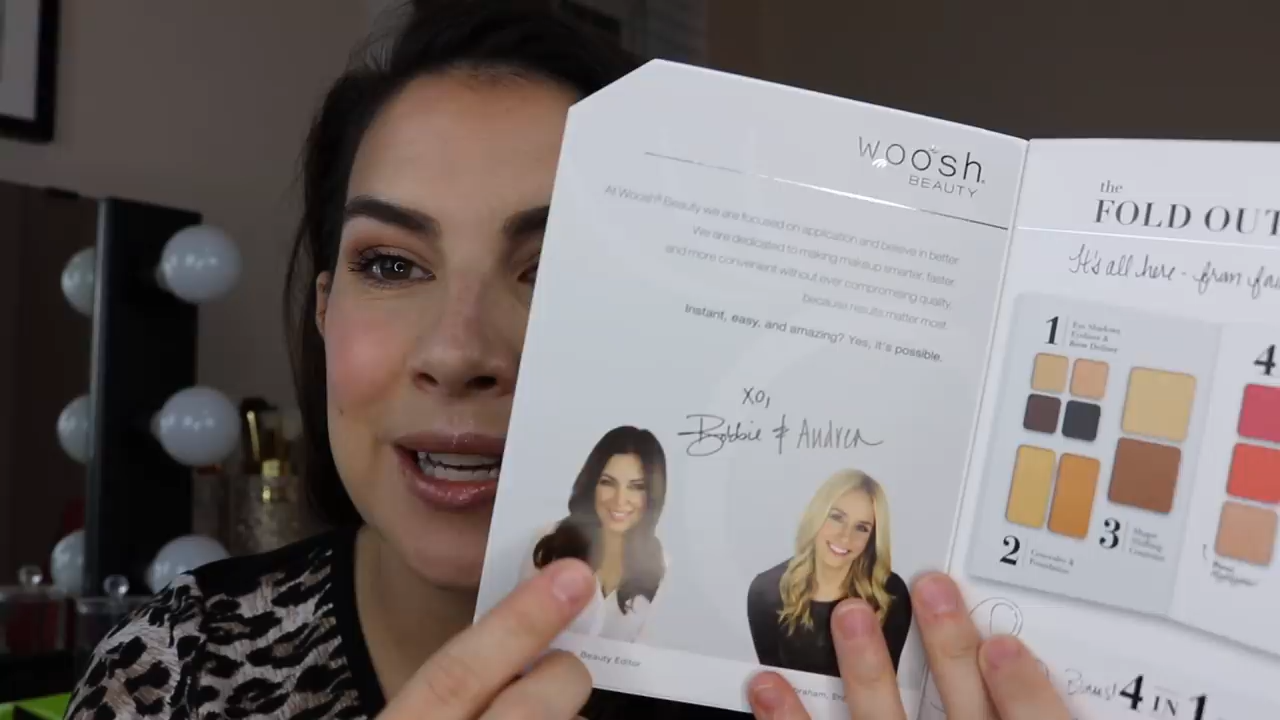 woosh
BEAUTY
At Woosh® Beauty we are focused on application and believe in better.
We are dedicated to making makeup smarter, faster
and more convenient without ever compromising quality,
because results matter most.
Instant, easy, and amazing? Yes, it's possible.
xo,
Bobbie & Andrea
Beauty Editor
the
FOLD OUT
It's all here - from
1 Eye Shadows,
Eyeliner &
Brow Definer
2 Concealer &
Foundation
3 Shape
Shifting
Contour
4
Bonus! 4 IN 1